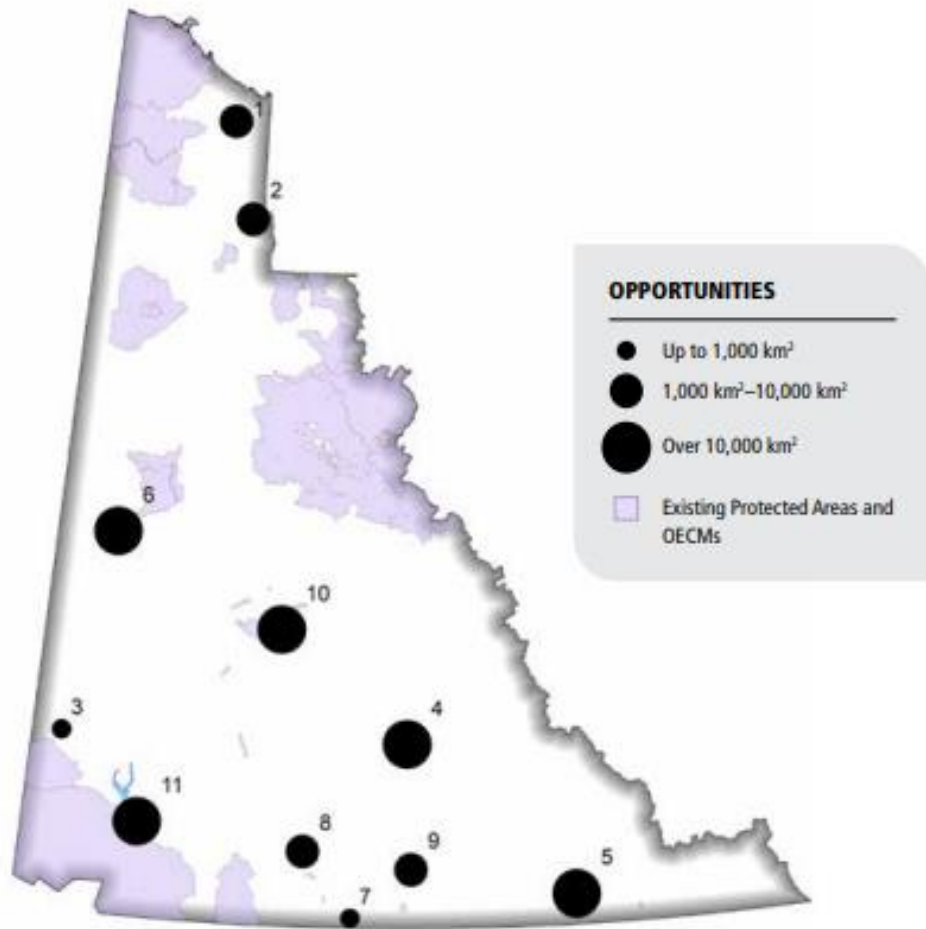 1
2
OPPORTUNITIES
Up to 1,000 km²
1,000 km²–10,000 km²
Over 10,000 km²
6
Existing Protected Areas and
OECMs
10
3
4
11
8
9
5
7